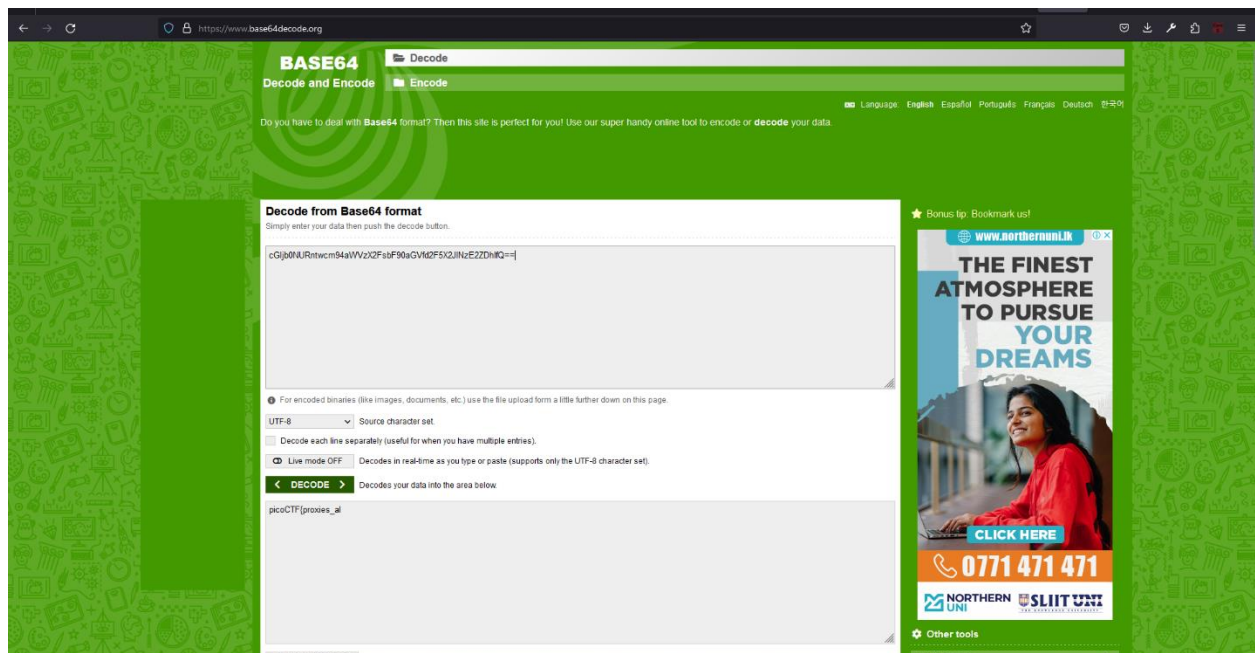 https://www.base64decode.org
BASE64
Decode and Encode
Decode
Encode
Language: English Español Português Français Deutsch 한국어
Do you have to deal with Base64 format? Then this site is perfect for you! Use our super handy online tool to encode or decode your data.
Decode from Base64 format
Simply enter your data then push the decode button.
cGljb0NURntwcm94aWVzX2FsbF90aGVfd2F5X2JlNzE2ZDhlfQ==
For encoded binaries (like images, documents, etc.) use the file upload form a little further down on this page.
UTF-8 Source character set.
Decode each line separately (useful for when you have multiple entries).
Live mode OFF Decodes in real-time as you type or paste (supports only the UTF-8 character set).
< DECODE > Decodes your data into the area below.
picoCTF{proxies_al
Bonus tip: Bookmark us!
www.northernuni.lk
THE FINEST
ATMOSPHERE
TO PURSUE
YOUR
DREAMS
CLICK HERE
0771 471 471
NORTHERN
UNI
SLIIT UNI
Other tools